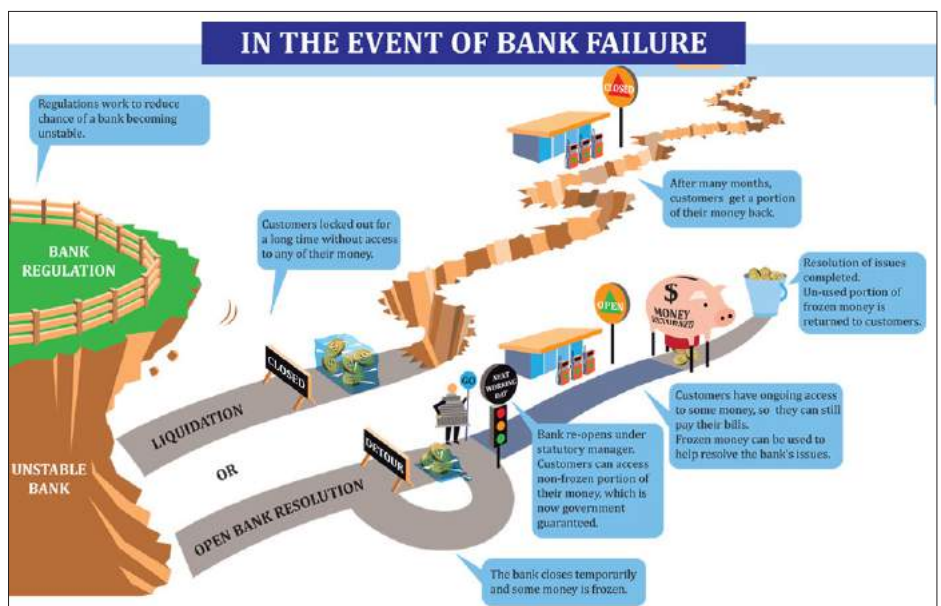 IN THE EVENT OF BANK FAILURE
Regulations work to reduce
chance of a bank becoming
unstable.
CLOSED
After many months,
customers get a portion
of their money back.
Customers locked out for
a long time without access
to any of their money.
BANK
REGULATION
Resolution of issues
completed.
Un-used portion of
frozen money is
returned to customers.
OPEN
$
MONEY
RETURNED
CLOSED
GO
NEXT
WORKING
DAY
Customers have ongoing access
to some money, so they can still
pay their bills.
Frozen money can be used to
help resolve the bank's issues.
LIQUIDATION
DETOUR
Bank re-opens under
statutory manager.
Customers can access
non-frozen portion of
their money, which is
now government
guaranteed.
UNSTABLE
BANK
OR
OPEN BANK RESOLUTION
The bank closes temporarily
and some money is frozen.